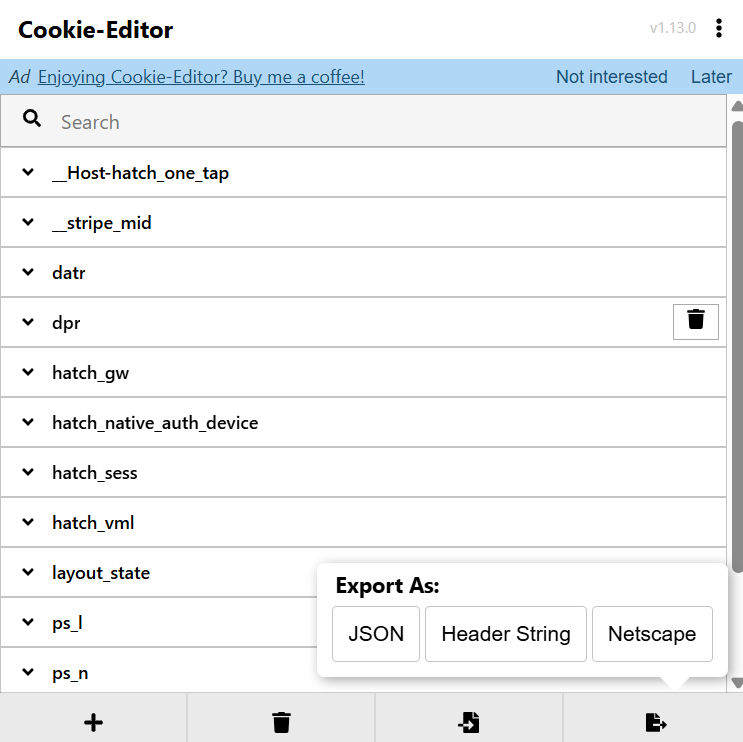 Cookie-Editor
v1.13.0
Ad Enjoying Cookie-Editor? Buy me a coffee! Not interested Later
Search
__Host-hatch_one_tap
__stripe_mid
datr
dpr
hatch_gw
hatch_native_auth_device
hatch_sess
hatch_vml
layout_state
ps_l
ps_n
Export As:
JSON Header String Netscape